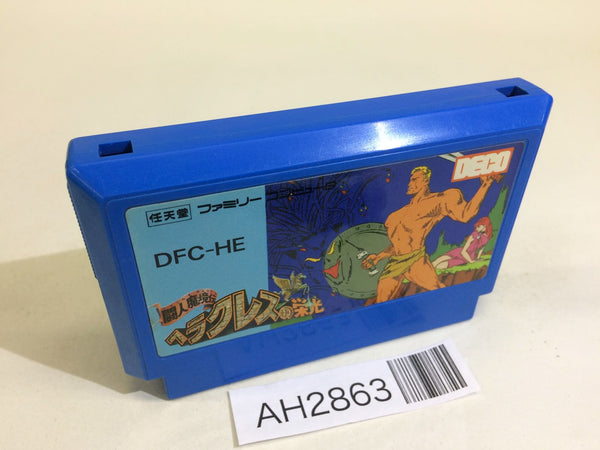 任天堂 ファミリーコンピュータ
DECO
DFC-HE
闘人魔境伝
ヘラクレスの栄光
AH2863